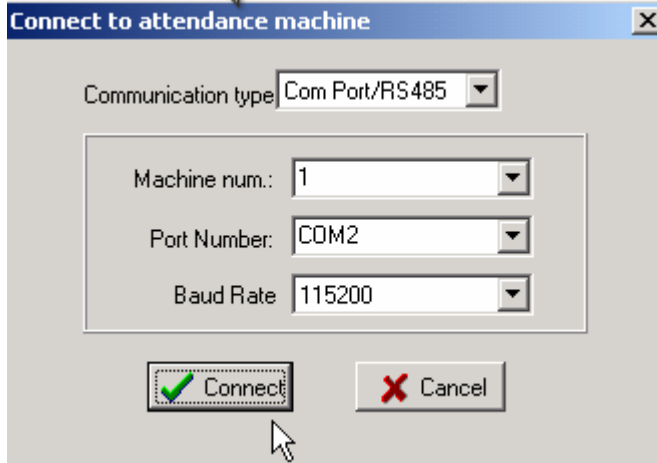 Connect to attendance machine
Communication type Com Port/RS485
Machine num.: 1
Port Number: COM2
Baud Rate 115200
Connect Cancel